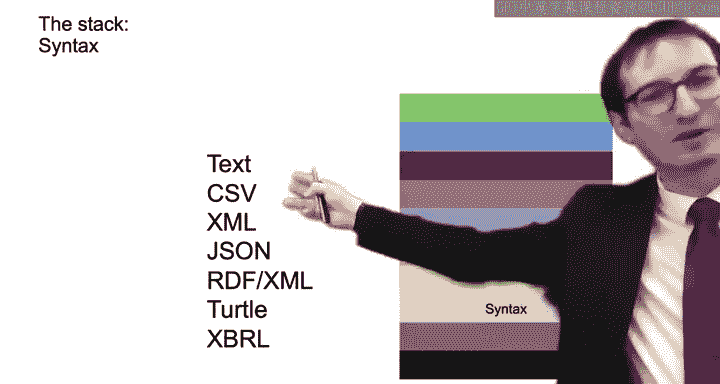 The stack:
Syntax
Text
CSV
XML
JSON
RDF/XML
Turtle
XBRL
Syntax